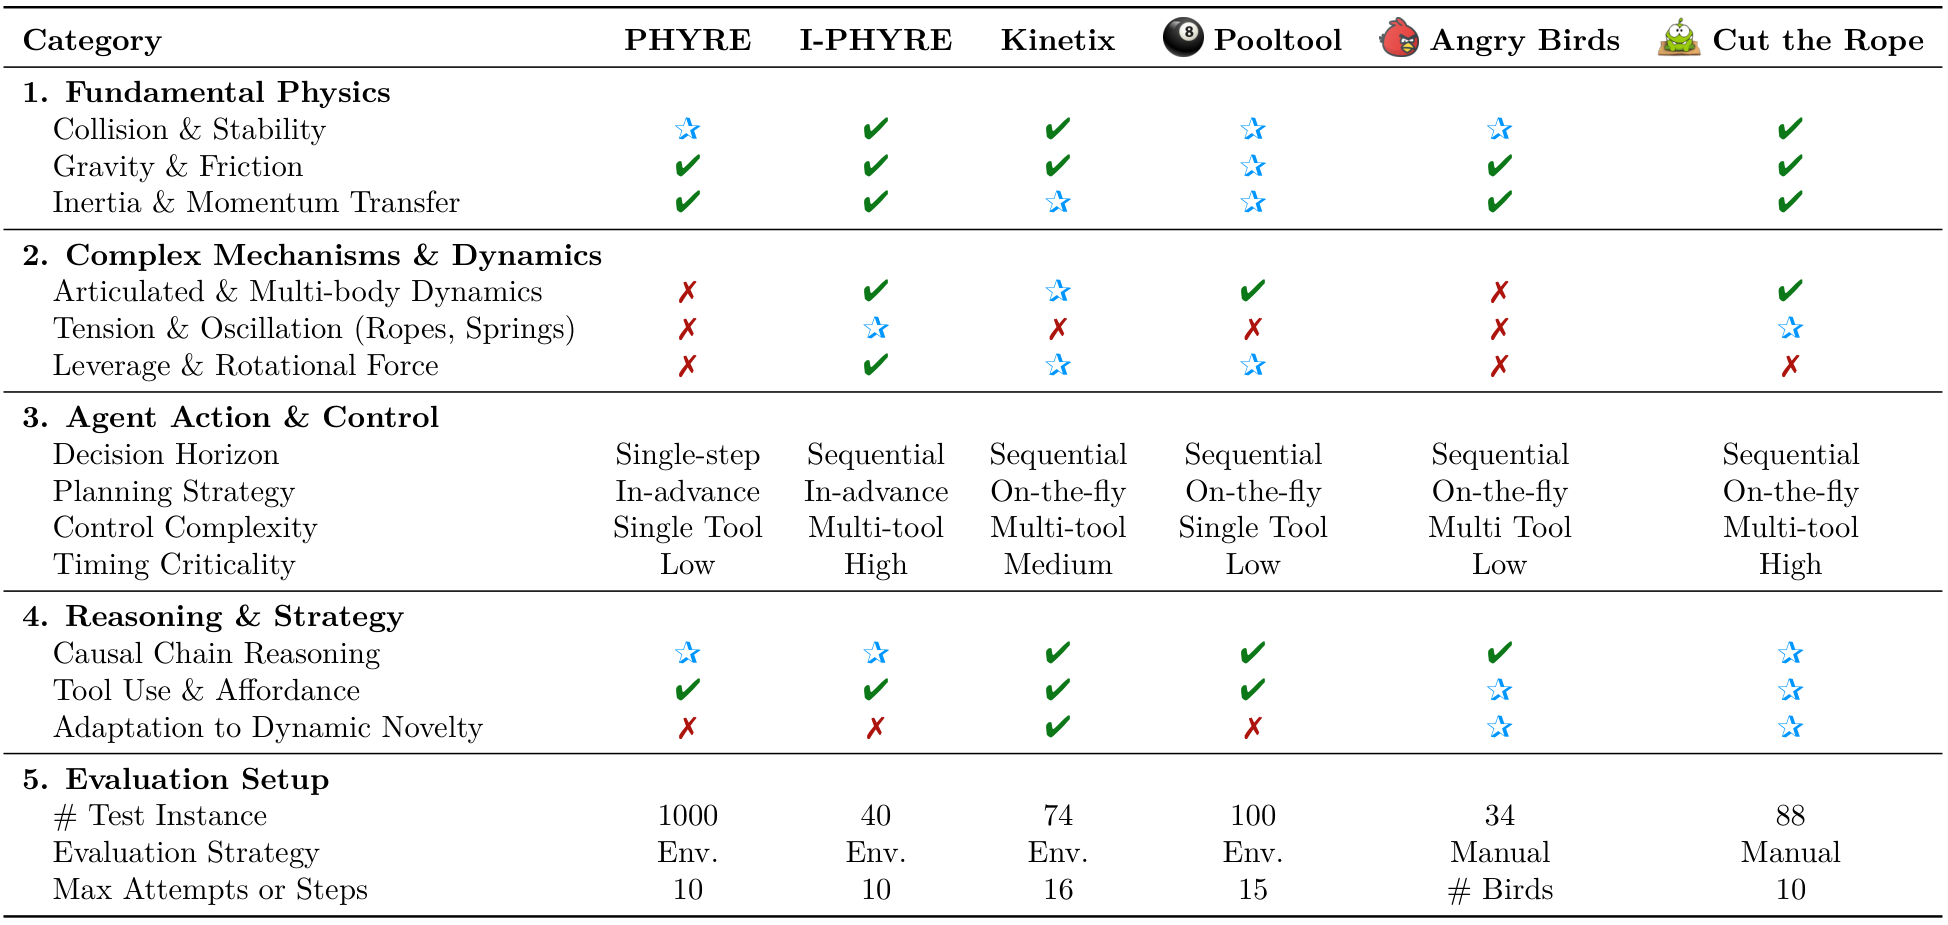 Category PHYRE I-PHYRE Kinetix 8 Pooltool Angry Birds Cut the Rope
1. Fundamental Physics
Collision & Stability ✰ ✔ ✔ ✰ ✰ ✔
Gravity & Friction ✔ ✔ ✔ ✰ ✔ ✔
Inertia & Momentum Transfer ✔ ✔ ✰ ✰ ✔ ✔
2. Complex Mechanisms & Dynamics
Articulated & Multi-body Dynamics ✗ ✔ ✰ ✔ ✗ ✔
Tension & Oscillation (Ropes, Springs) ✗ ✰ ✗ ✗ ✗ ✰
Leverage & Rotational Force ✗ ✔ ✰ ✰ ✗ ✗
3. Agent Action & Control
Decision Horizon Single-step Sequential Sequential Sequential Sequential Sequential
Planning Strategy In-advance In-advance On-the-fly On-the-fly On-the-fly On-the-fly
Control Complexity Single Tool Multi-tool Multi-tool Single Tool Multi Tool Multi-tool
Timing Criticality Low High Medium Low Low High
4. Reasoning & Strategy
Causal Chain Reasoning ✰ ✰ ✔ ✔ ✔ ✰
Tool Use & Affordance ✔ ✔ ✔ ✔ ✰ ✰
Adaptation to Dynamic Novelty ✗ ✗ ✔ ✗ ✰ ✰
5. Evaluation Setup
# Test Instance 1000 40 74 100 34 88
Evaluation Strategy Env. Env. Env. Env. Manual Manual
Max Attempts or Steps 10 10 16 15 # Birds 10